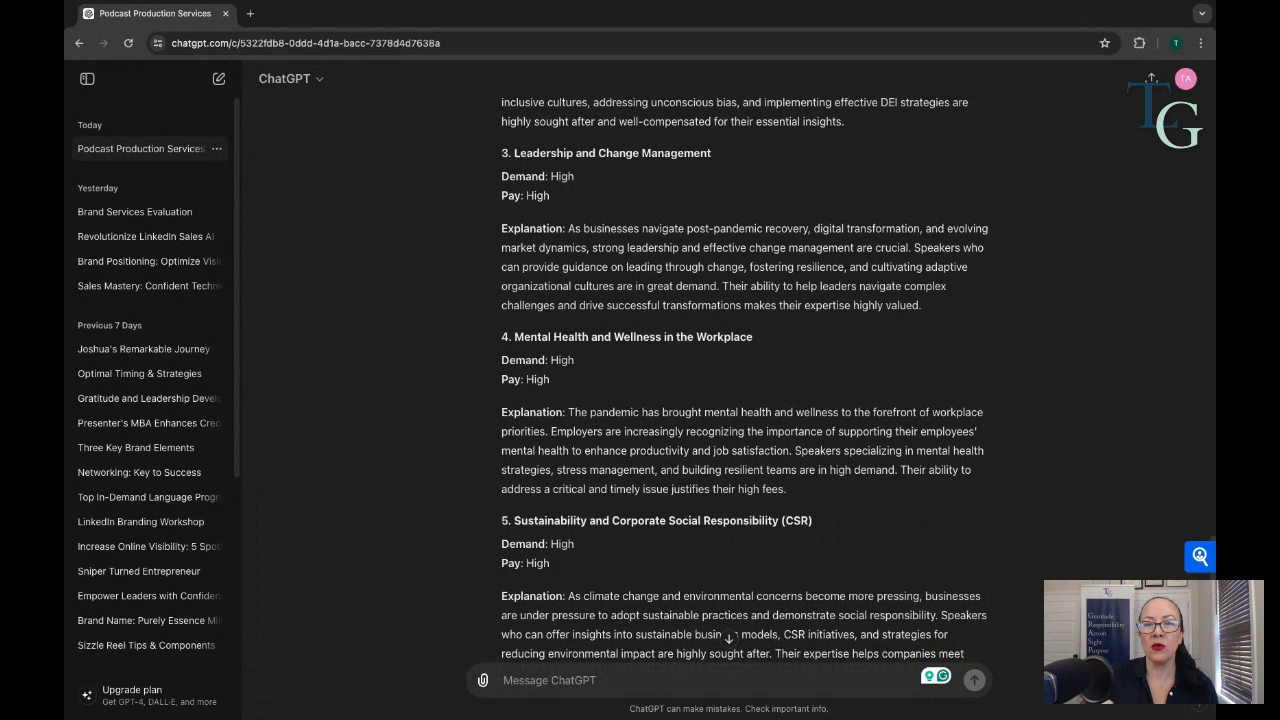 Podcast Production Services
chatgpt.com/c/5322fdb8-0ddd-4d1a-bacc-7378d4d7638a
T
ChatGPT
TA
TG
Today
Podcast Production Services
Yesterday
Brand Services Evaluation
Revolutionize LinkedIn Sales AI
Brand Positioning: Optimize Visi
Sales Mastery: Confident Techni
Previous 7 Days
Joshua's Remarkable Journey
Optimal Timing & Strategies
Gratitude and Leadership Develo
Presenter's MBA Enhances Cred
Three Key Brand Elements
Networking: Key to Success
Top In-Demand Language Progr
LinkedIn Branding Workshop
Increase Online Visibility: 5 Spot
Sniper Turned Entrepreneur
Empower Leaders with Confiden
Brand Name: Purely Essence Mi
Sizzle Reel Tips & Components
Upgrade plan
Get GPT-4, DALL·E, and more
inclusive cultures, addressing unconscious bias, and implementing effective DEI strategies are
highly sought after and well-compensated for their essential insights.
3. Leadership and Change Management
Demand: High
Pay: High
Explanation: As businesses navigate post-pandemic recovery, digital transformation, and evolving
market dynamics, strong leadership and effective change management are crucial. Speakers who
can provide guidance on leading through change, fostering resilience, and cultivating adaptive
organizational cultures are in great demand. Their ability to help leaders navigate complex
challenges and drive successful transformations makes their expertise highly valued.
4. Mental Health and Wellness in the Workplace
Demand: High
Pay: High
Explanation: The pandemic has brought mental health and wellness to the forefront of workplace
priorities. Employers are increasingly recognizing the importance of supporting their employees'
mental health to enhance productivity and job satisfaction. Speakers specializing in mental health
strategies, stress management, and building resilient teams are in high demand. Their ability to
address a critical and timely issue justifies their high fees.
5. Sustainability and Corporate Social Responsibility (CSR)
Demand: High
Pay: High
Explanation: As climate change and environmental concerns become more pressing, businesses
are under pressure to adopt sustainable practices and demonstrate social responsibility. Speakers
who can offer insights into sustainable busin models, CSR initiatives, and strategies for
reducing environmental impact are highly sought after. Their expertise helps companies meet
Message ChatGPT
ChatGPT can make mistakes. Check important info.
TG
Gratitude
Responsibility
Action
Sight
Purpose